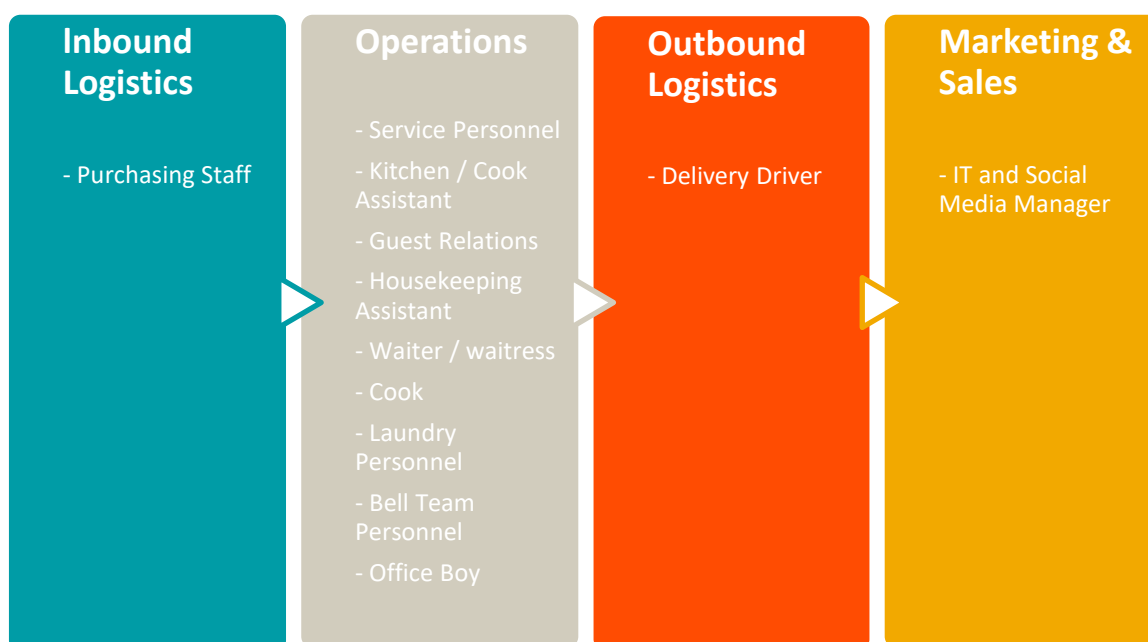 Inbound
Logistics
- Purchasing Staff
Operations
- Service Personnel
- Kitchen / Cook
Assistant
- Guest Relations
- Housekeeping
Assistant
- Waiter / waitress
- Cook
- Laundry
Personnel
- Bell Team
Personnel
- Office Boy
Outbound
Logistics
- Delivery Driver
Marketing &
Sales
- IT and Social
Media Manager